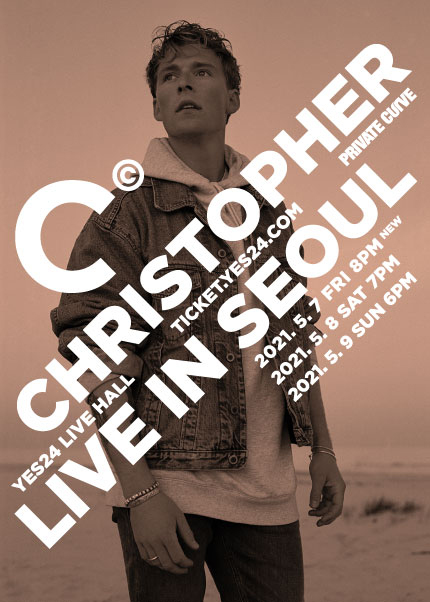 C©
CHRISTOPHER
PRIVATE CURVE
YES24 LIVE HALL
TICKET.YES24.COM
LIVE IN SEOUL
2021. 5. 7 FRI 8PM NEW
2021. 5. 8 SAT 7PM
2021. 5. 9 SUN 6PM